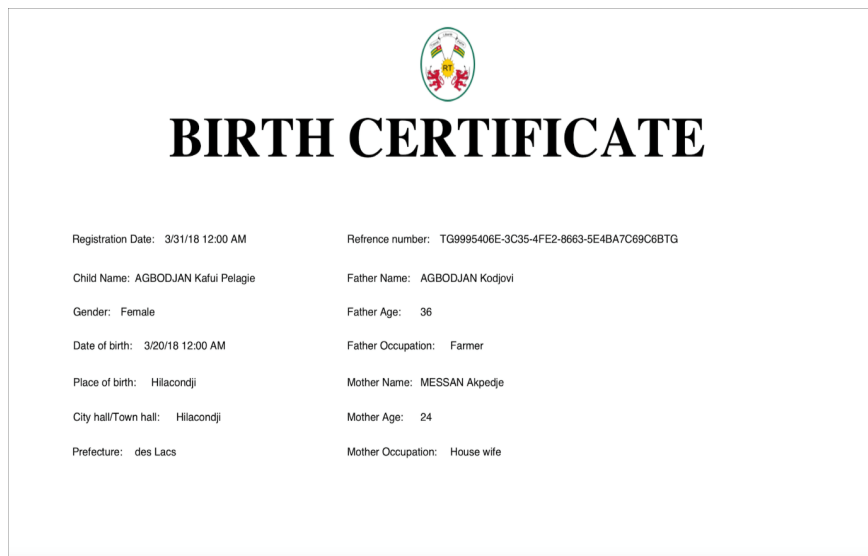 RT
BIRTH CERTIFICATE
Registration Date: 3/31/18 12:00 AM
Refrence number: TG9995406E-3C35-4FE2-8663-5E4BA7C69C6BTG
Child Name: AGBODJAN Kafui Pelagie
Father Name: AGBODJAN Kodjovi
Gender: Female
Father Age: 36
Date of birth: 3/20/18 12:00 AM
Father Occupation: Farmer
Place of birth: Hilacondji
Mother Name: MESSAN Akpedje
City hall/Town hall: Hilacondji
Mother Age: 24
Prefecture: des Lacs
Mother Occupation: House wife